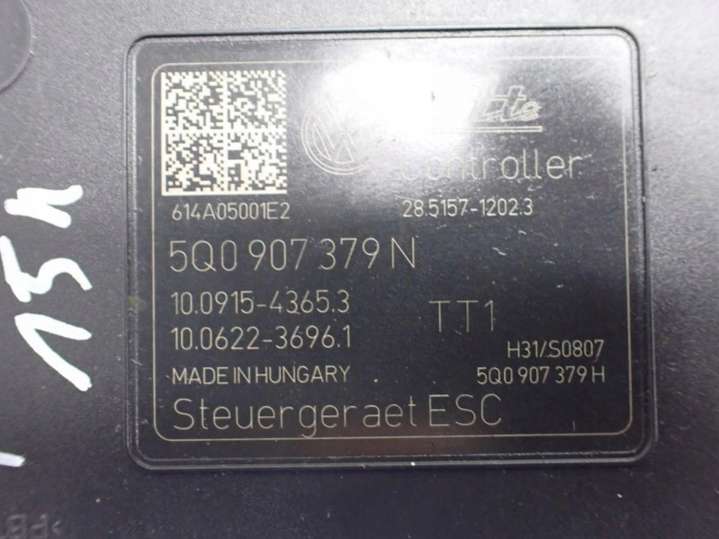 Ate
Controller
614A05001E2
28.5157-1202.3
5Q0 907 379 N
10.0915-4365.3
TT1
10.0622-3696.1
H31/S0807
MADE IN HUNGARY
5Q0 907 379 H
Steuergeraet ESC